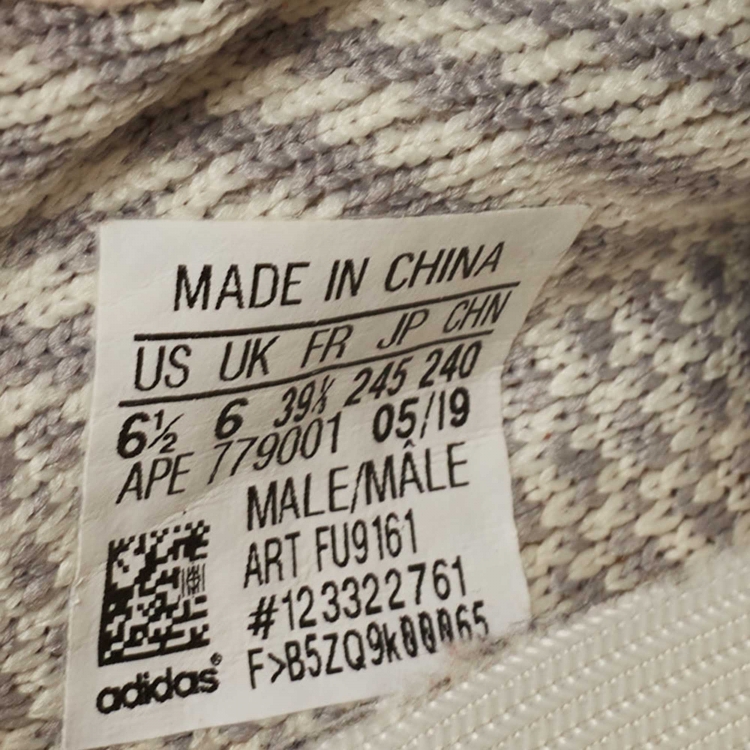 MADE IN CHINA
US UK FR JP CHN
6½ 6 39⅓ 245 240
APE 779001 05/19
MALE/MÂLE
ART FU9161
#123322761
F>B5ZQ9k00065
adidas®